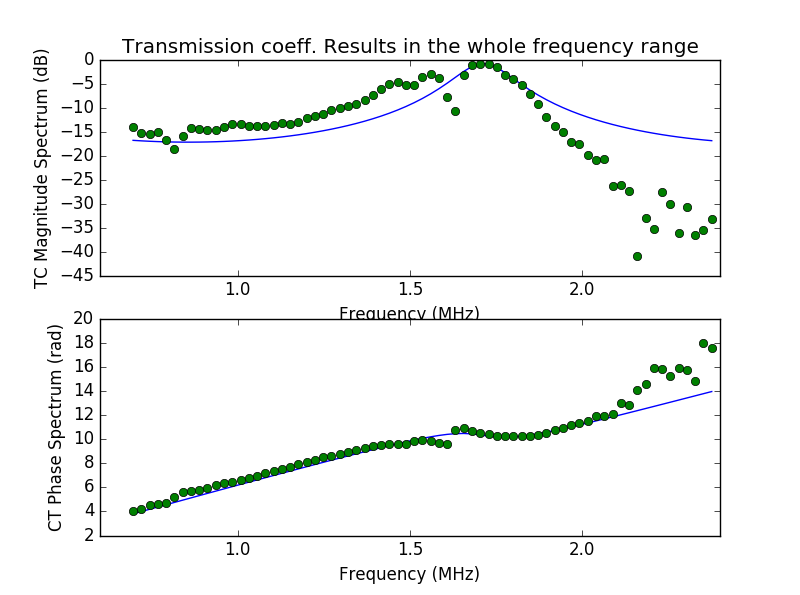 Transmission coeff. Results in the whole frequency range
TC Magnitude Spectrum (dB)
0
−5
−10
−15
−20
−25
−30
−35
−40
−45
1.0 1.5 2.0
Frequency (MHz)
CT Phase Spectrum (rad)
20
18
16
14
12
10
8
6
4
2
1.0 1.5 2.0
Frequency (MHz)